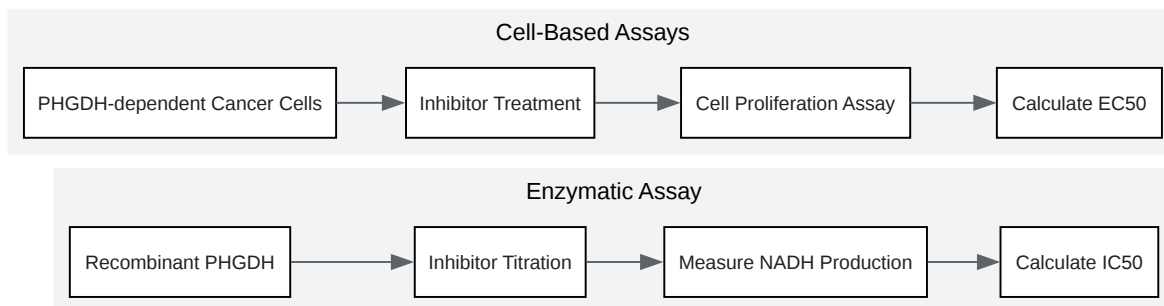 Cell-Based Assays
PHGDH-dependent Cancer Cells
Inhibitor Treatment
Cell Proliferation Assay
Calculate EC50
Enzymatic Assay
Recombinant PHGDH
Inhibitor Titration
Measure NADH Production
Calculate IC50